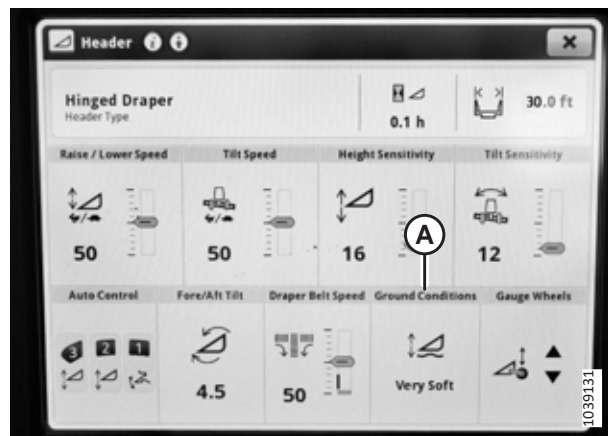 Header
Hinged Draper
Header Type
0.1 h
30.0 ft
Raise / Lower Speed
Tilt Speed
Height Sensitivity
Tilt Sensitivity
50
50
16
12
A
Auto Control
Fore/Aft Tilt
Draper Belt Speed
Ground Conditions
Gauge Wheels
3 2 1
4.5
50
Very Soft
1039131